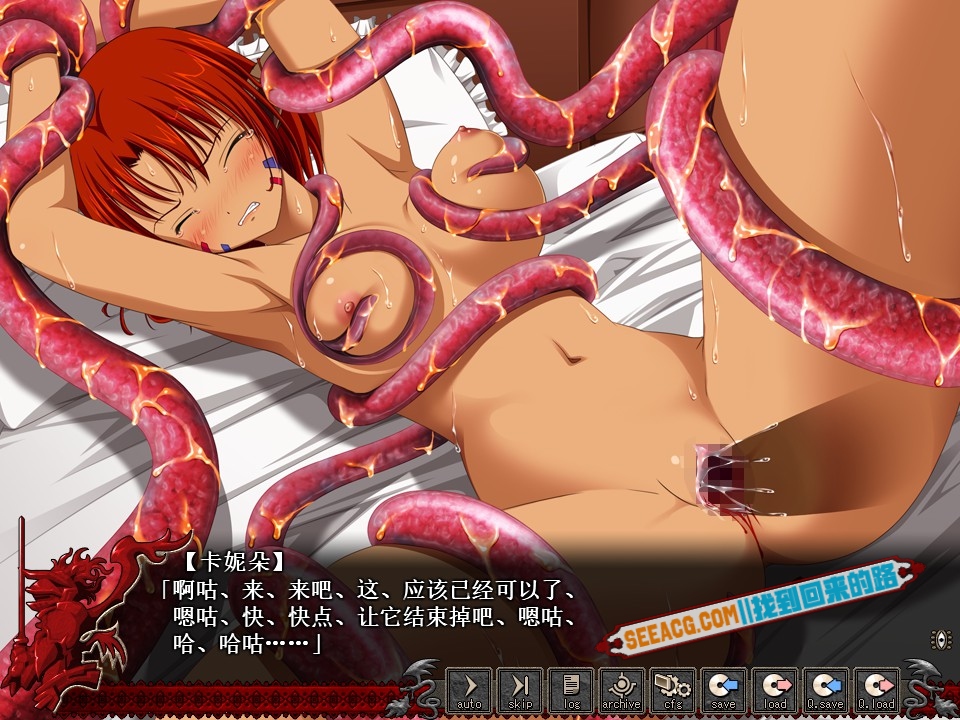 【卡妮朵】
「啊咕、来、来吧、这、应该已经可以了、
嗯咕、快、快点、让它结束掉吧、嗯咕、
哈、哈咕……」
SEEACG.COM||找到回来的路
auto
skip
log
archive
cfg
save
load
Q.save
Q.load